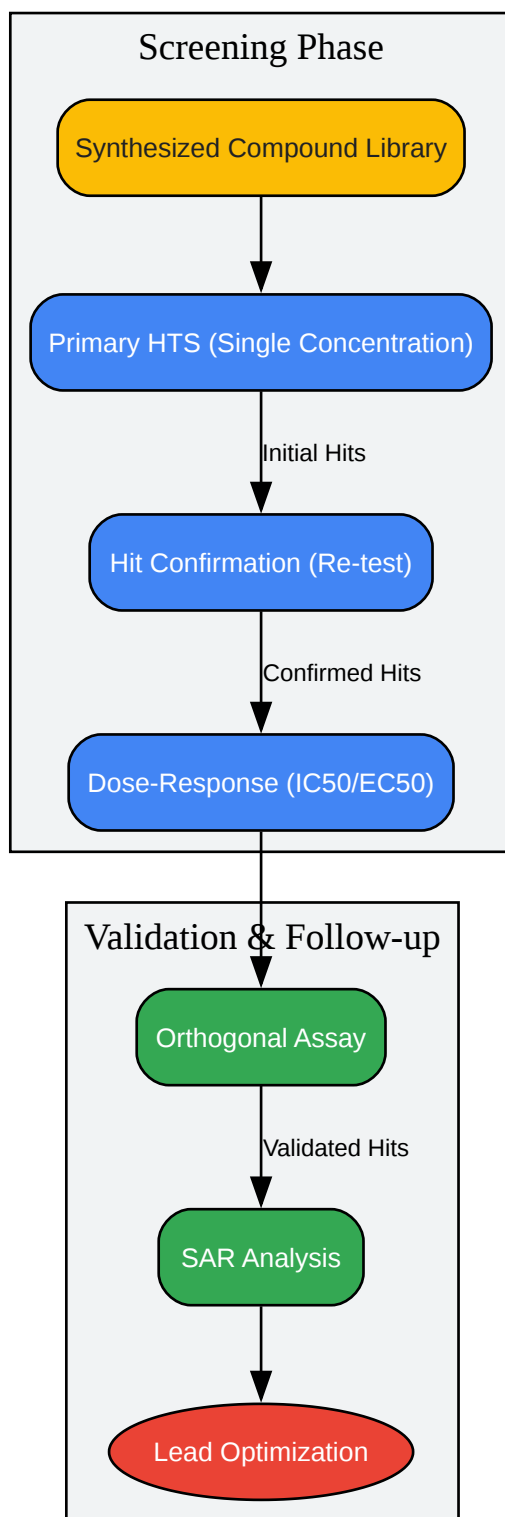 Screening Phase
Synthesized Compound Library
Primary HTS (Single Concentration)
Initial Hits
Hit Confirmation (Re-test)
Confirmed Hits
Dose-Response (IC50/EC50)
Validation & Follow-up
Orthogonal Assay
Validated Hits
SAR Analysis
Lead Optimization